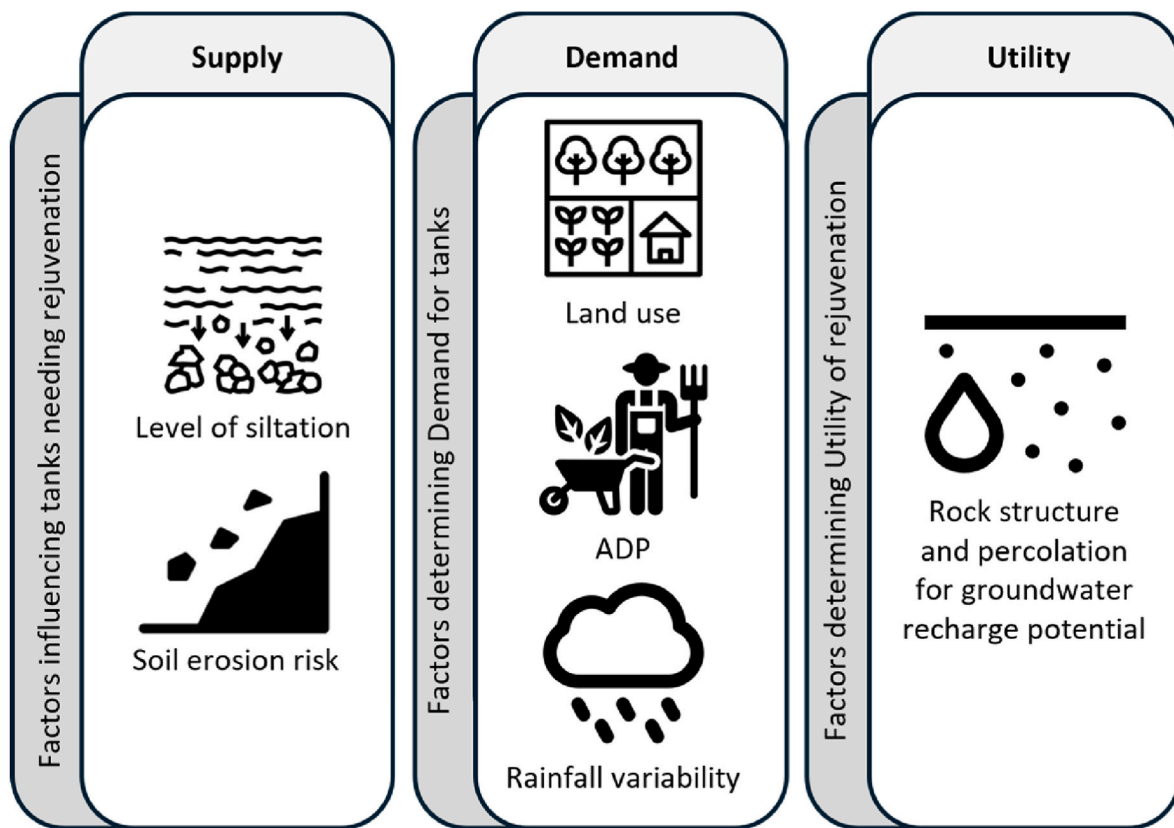 Supply
Factors influencing tanks needing rejuvenation
Level of siltation
Soil erosion risk
Demand
Factors determining Demand for tanks
Land use
ADP
Rainfall variability
Utility
Factors determining Utility of rejuvenation
Rock structure
and percolation
for groundwater
recharge potential